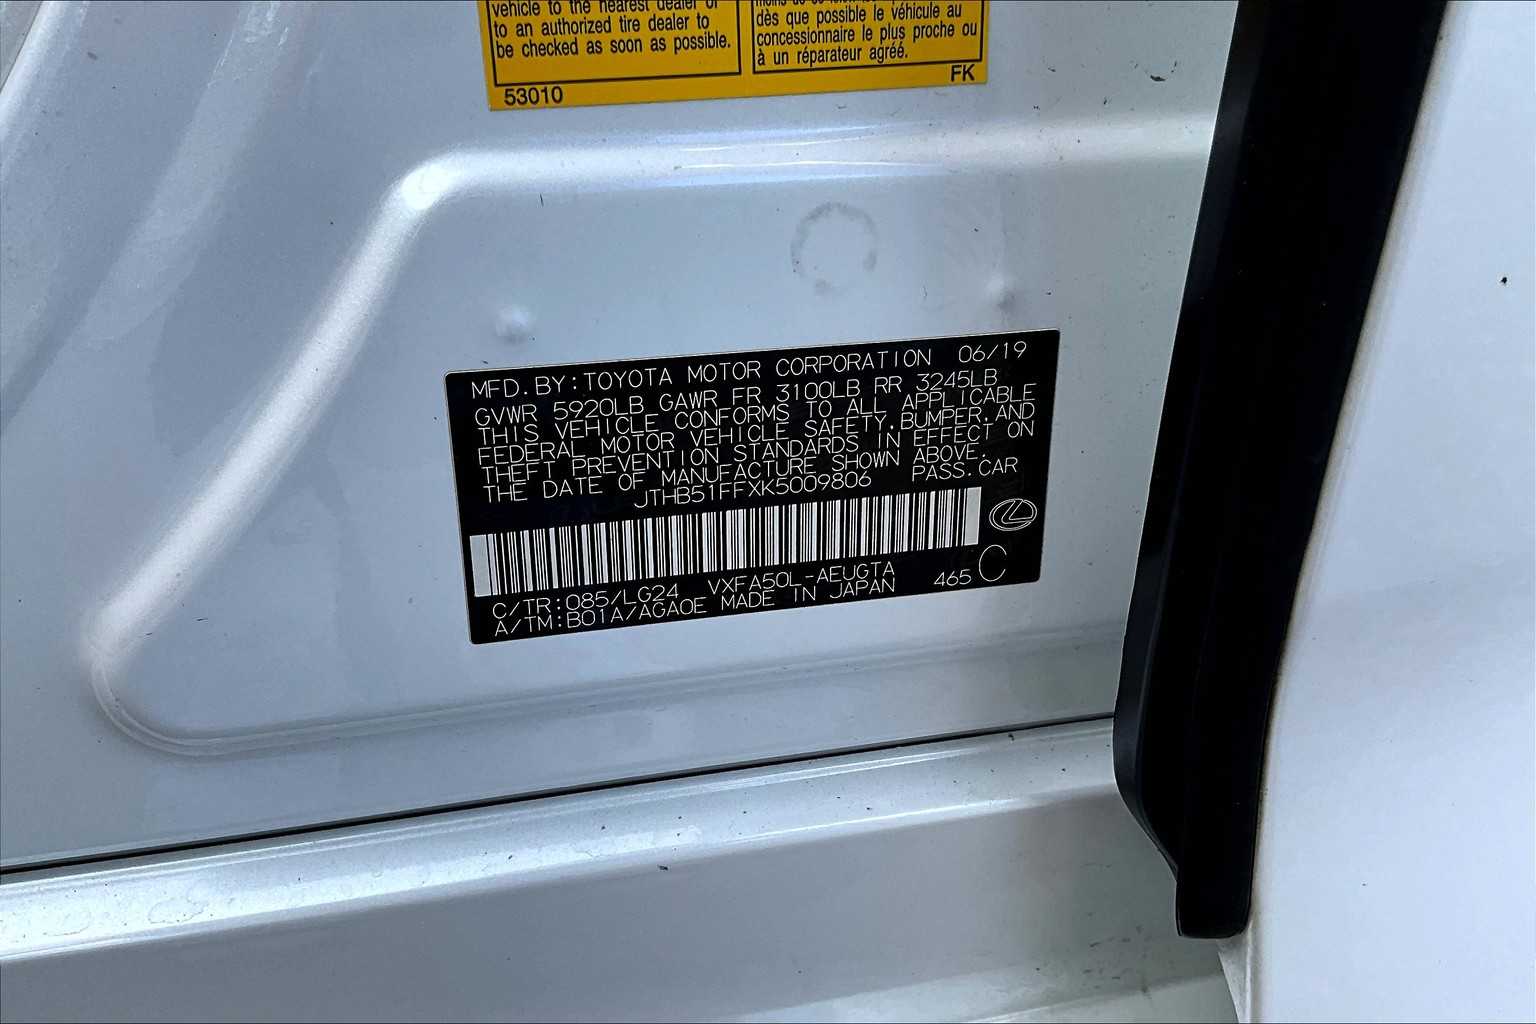 vehicle to the nearest dealer or
to an authorized tire dealer to
be checked as soon as possible.
dès que possible le véhicule au
concessionnaire le plus proche ou
à un réparateur agréé.
53010
FK
MFD.BY:TOYOTA MOTOR CORPORATION 06/19
GVWR 5920LB GAWR FR 3100LB RR 3245LB
THIS VEHICLE CONFORMS TO ALL APPLICABLE
FEDERAL MOTOR VEHICLE SAFETY,BUMPER,AND
THEFT PREVENTION STANDARDS IN EFFECT ON
THE DATE OF MANUFACTURE SHOWN ABOVE.
JTHB51FFXK5009806 PASS.CAR
C/TR:085/LG24 VXFA50L-AEUGTA 465 C
A/TM:B01A/AGA0E MADE IN JAPAN